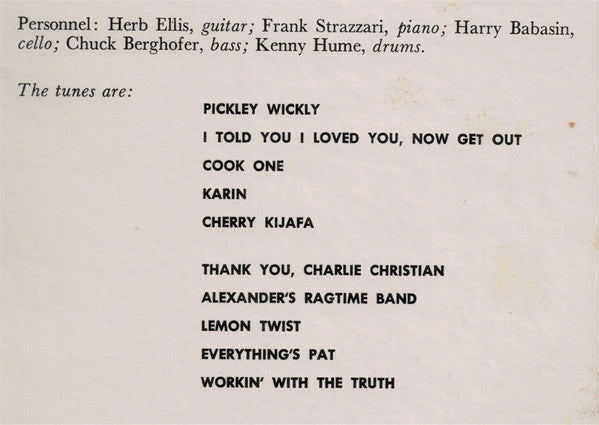 Personnel: Herb Ellis, guitar; Frank Strazzari, piano; Harry Babasin,
cello; Chuck Berghofer, bass; Kenny Hume, drums.
The tunes are:
PICKLEY WICKLY
I TOLD YOU I LOVED YOU, NOW GET OUT
COOK ONE
KARIN
CHERRY KIJAFA
THANK YOU, CHARLIE CHRISTIAN
ALEXANDER'S RAGTIME BAND
LEMON TWIST
EVERYTHING'S PAT
WORKIN' WITH THE TRUTH